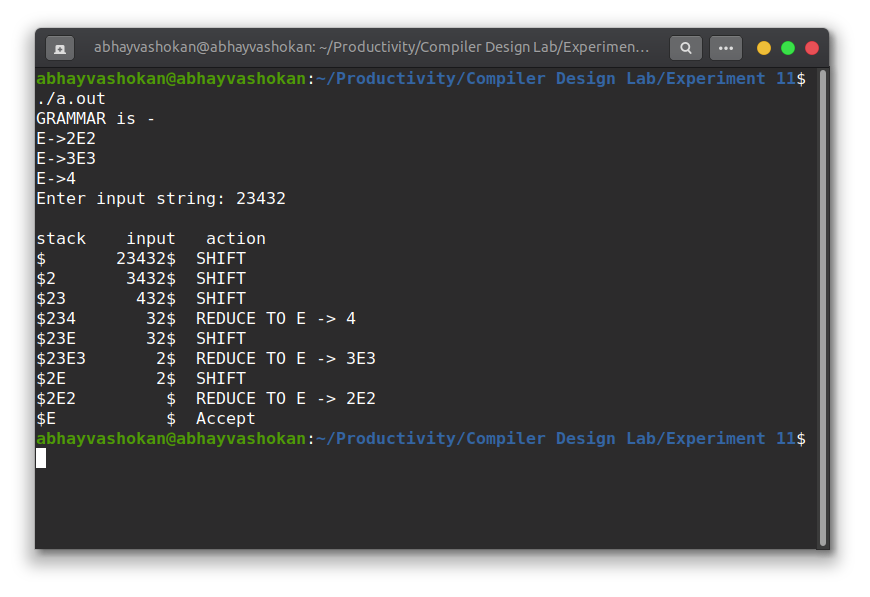 abhayvashokan@abhayvashokan: ~/Productivity/Compiler Design Lab/Experimen…
abhayvashokan@abhayvashokan:~/Productivity/Compiler Design Lab/Experiment 11$
./a.out
GRAMMAR is -
E->2E2
E->3E3
E->4
Enter input string: 23432
stack    input   action
$       23432$  SHIFT
$2       3432$  SHIFT
$23       432$  SHIFT
$234       32$  REDUCE TO E -> 4
$23E       32$  SHIFT
$23E3       2$  REDUCE TO E -> 3E3
$2E         2$  SHIFT
$2E2         $  REDUCE TO E -> 2E2
$E           $  Accept
abhayvashokan@abhayvashokan:~/Productivity/Compiler Design Lab/Experiment 11$